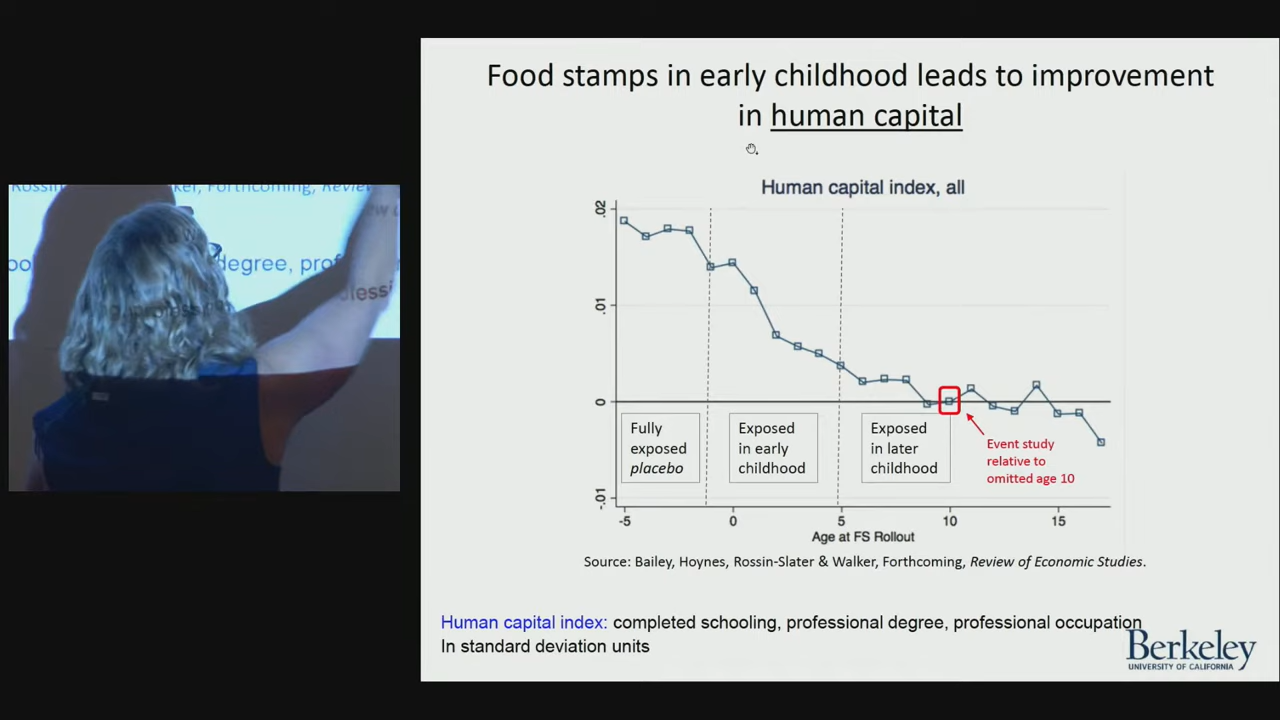 Food stamps in early childhood leads to improvement
in human capital
Human capital index, all
.02
.01
0
-.01
Fully
exposed
placebo
Exposed
in early
childhood
Exposed
in later
childhood
Event study
relative to
omitted age 10
-5 0 5 10 15
Age at FS Rollout
Source: Bailey, Hoynes, Rossin-Slater & Walker, Forthcoming, Review of Economic Studies.
Human capital index: completed schooling, professional degree, professional occupation
In standard deviation units
Berkeley
UNIVERSITY OF CALIFORNIA
Rossin-Slater
Forthcoming, Revie
degree, prof